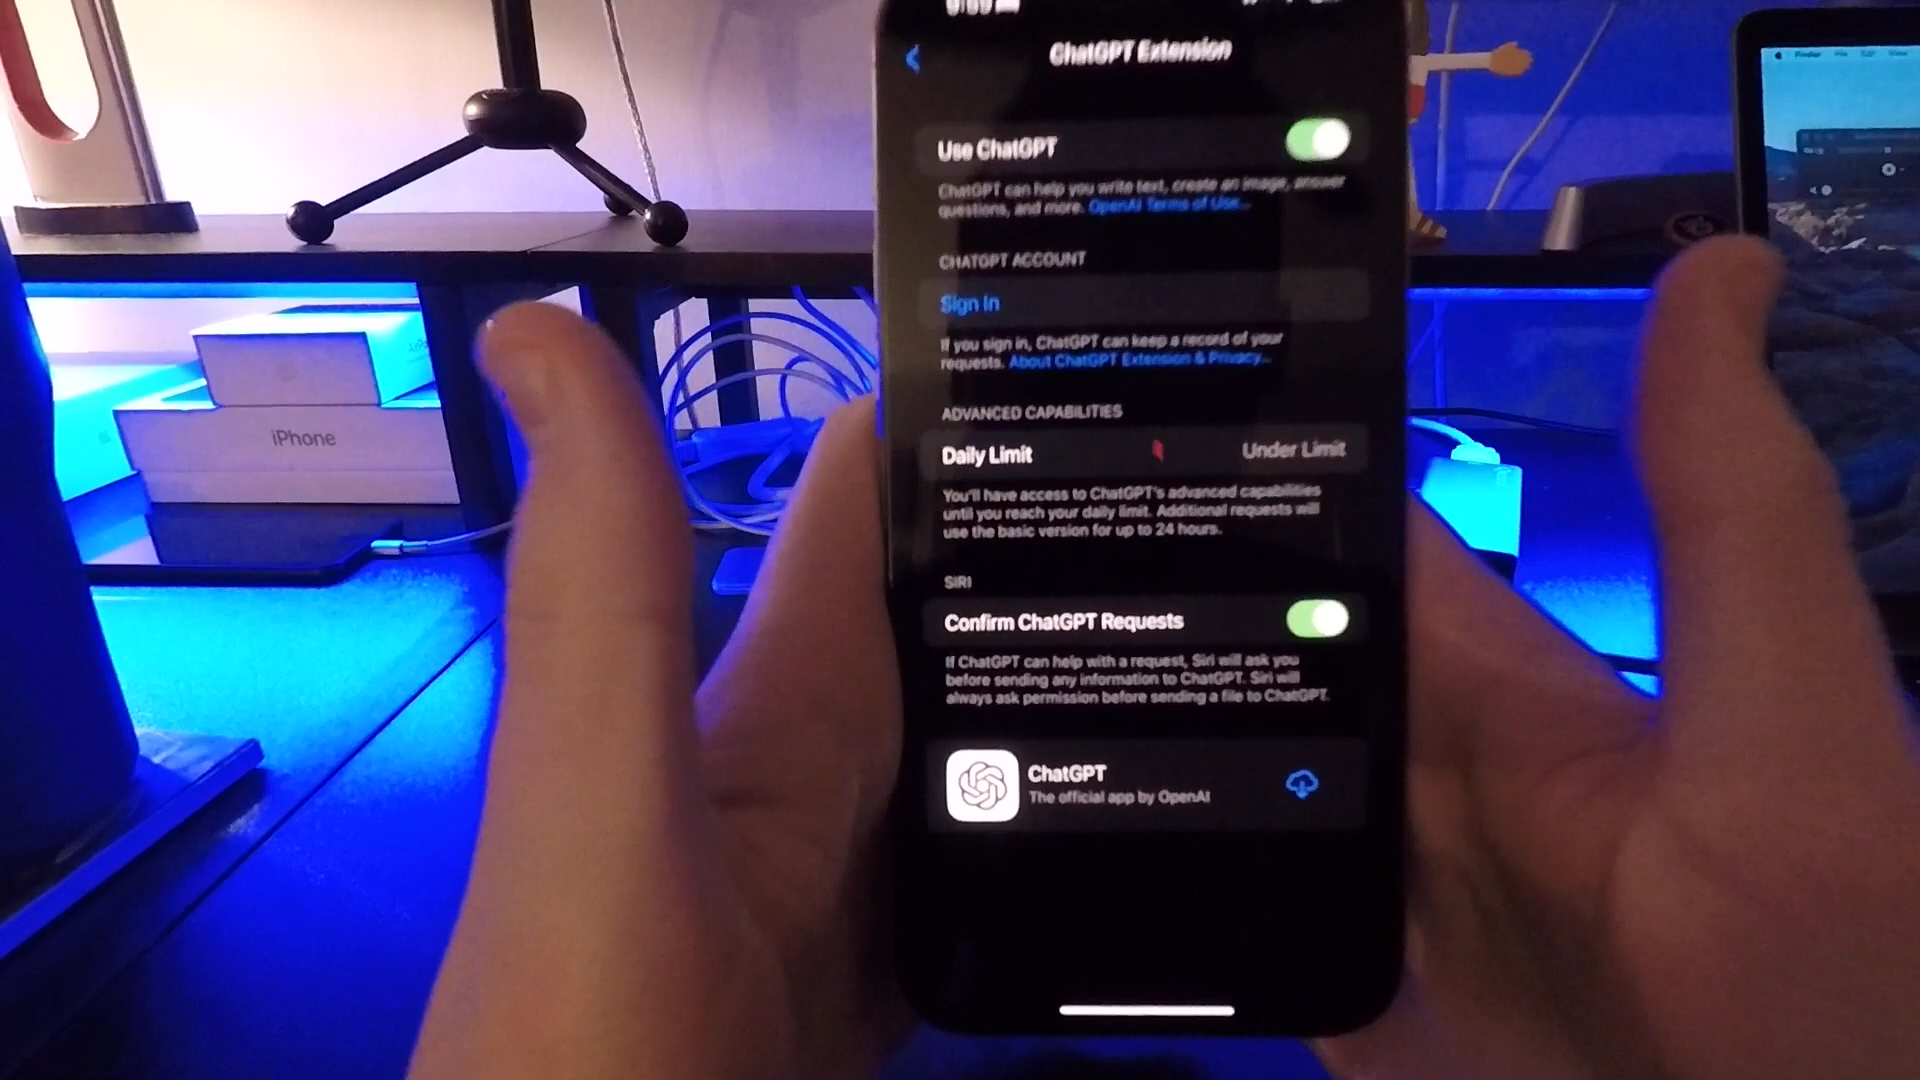 ChatGPT Extension
Use ChatGPT
ChatGPT can help you write text, create an image, answer
questions, and more. OpenAI Terms of Use...
CHATGPT ACCOUNT
Sign In
If you sign in, ChatGPT can keep a record of your
requests. About ChatGPT Extension & Privacy...
ADVANCED CAPABILITIES
Daily Limit
Under Limit
You'll have access to ChatGPT's advanced capabilities
until you reach your daily limit. Additional requests will
use the basic version for up to 24 hours.
SIRI
Confirm ChatGPT Requests
If ChatGPT can help with a request, Siri will ask you
before sending any information to ChatGPT. Siri will
always ask permission before sending a file to ChatGPT.
ChatGPT
The official app by OpenAI
iPhone
Finder